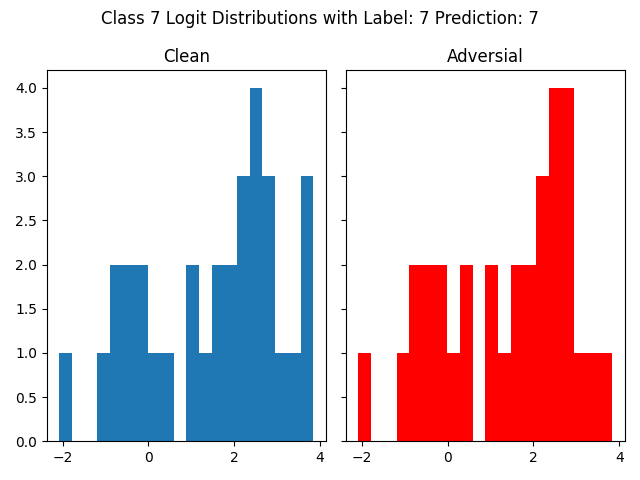 Class 7 Logit Distributions with Label: 7 Prediction: 7
Clean
Adversial
4.0
3.5
3.0
2.5
2.0
1.5
1.0
0.5
0.0
−2 0 2 4
−2 0 2 4